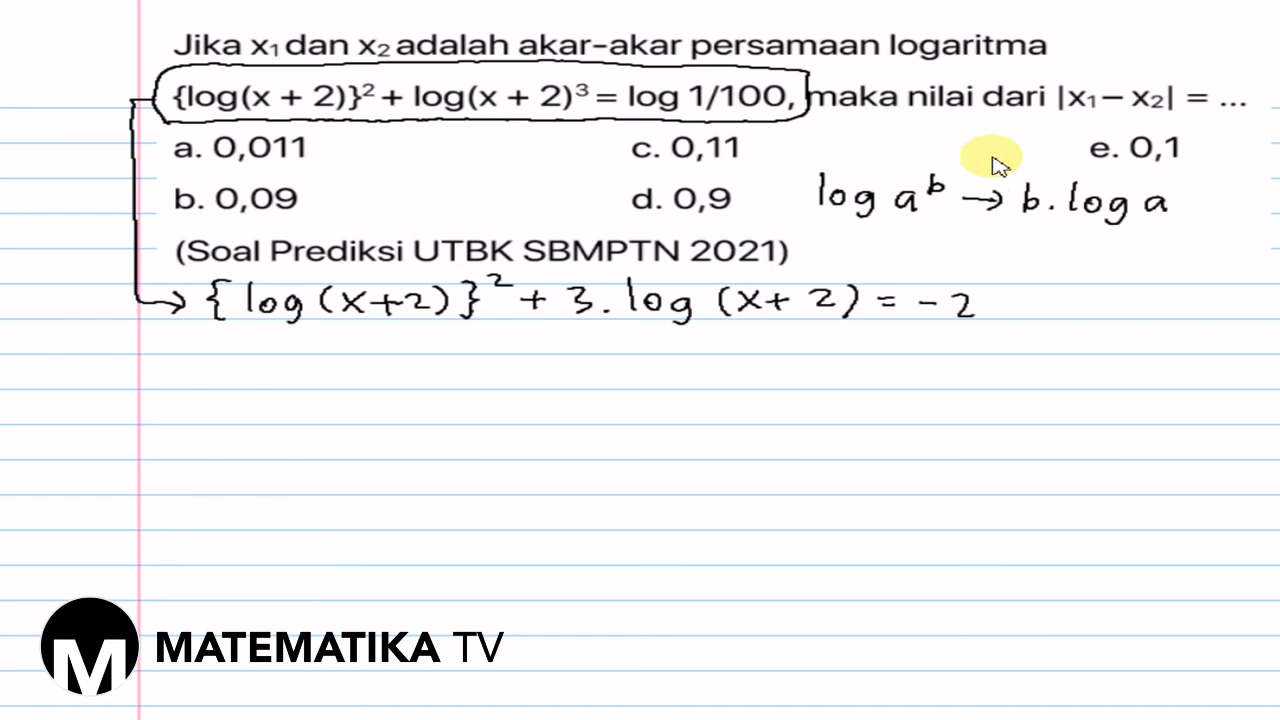 Jika x₁ dan x₂ adalah akar-akar persamaan logaritma
{log(x + 2)}² + log(x + 2)³ = log 1/100, maka nilai dari |x₁ – x₂| = ...
a. 0,011 c. 0,11 e. 0,1
b. 0,09 d. 0,9
log aᵇ → b. log a
(Soal Prediksi UTBK SBMPTN 2021)
→ {log (x+2)}² + 3. log (x+ 2) = -2
M MATEMATIKA TV